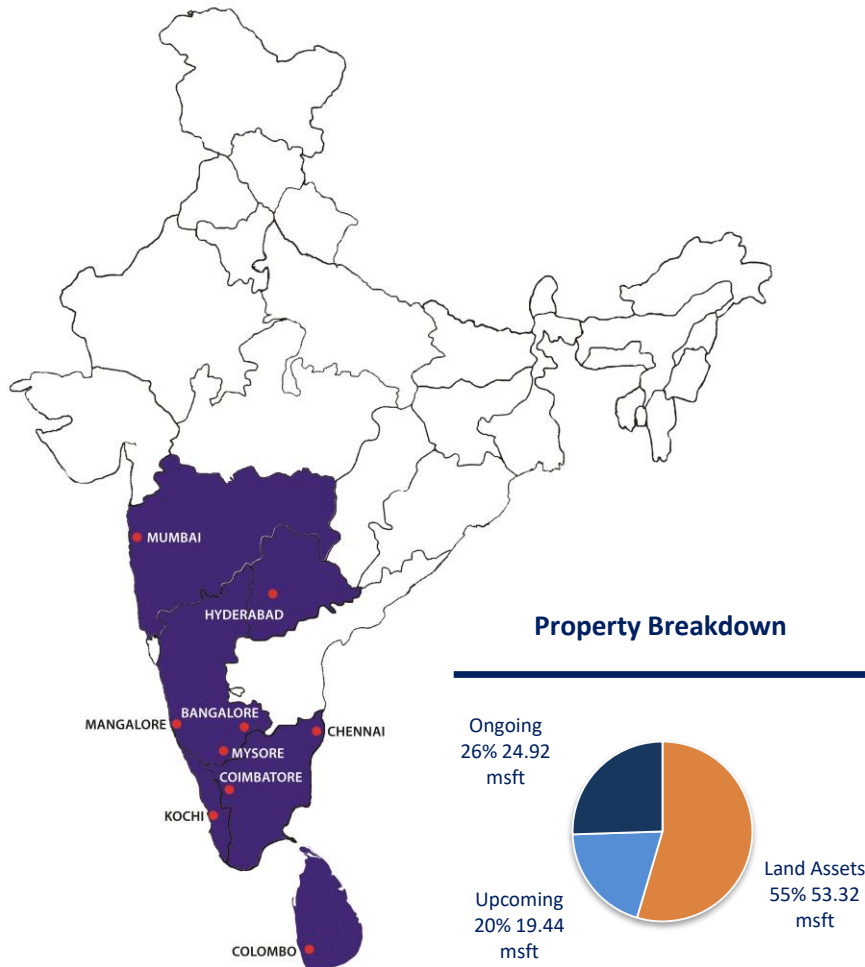 MUMBAI
HYDERABAD
Property Breakdown
MANGALORE
BANGALORE
CHENNAI
MYSORE
COIMBATORE
KOCHI
COLOMBO
Ongoing
26% 24.92
msft
Upcoming
20% 19.44
msft
Land Assets
55% 53.32
msft